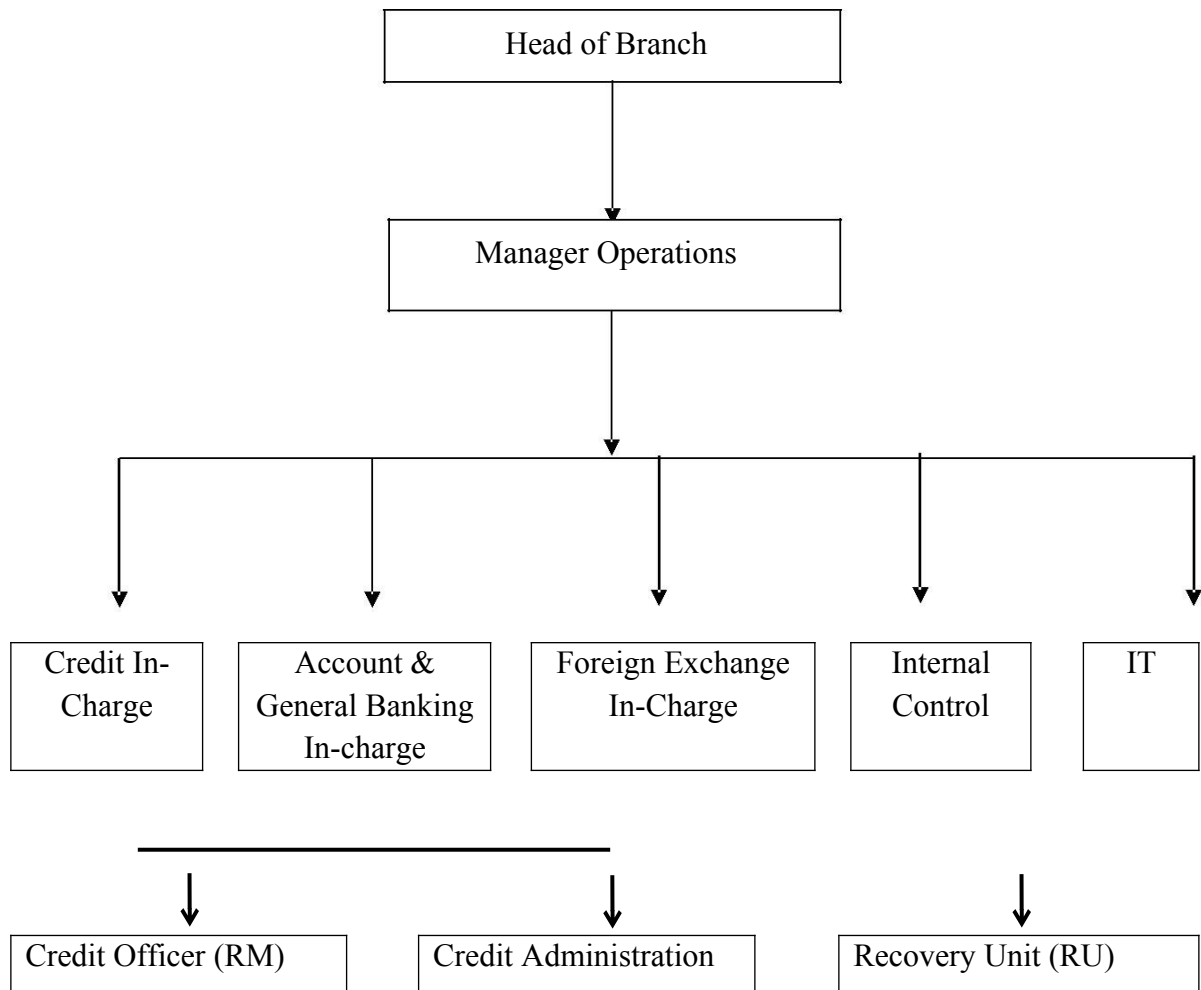 Head of Branch
Manager Operations
Credit In-
Charge
Account &
General Banking
In-charge
Foreign Exchange
In-Charge
Internal
Control
IT
Credit Officer (RM)
Credit Administration
Recovery Unit (RU)